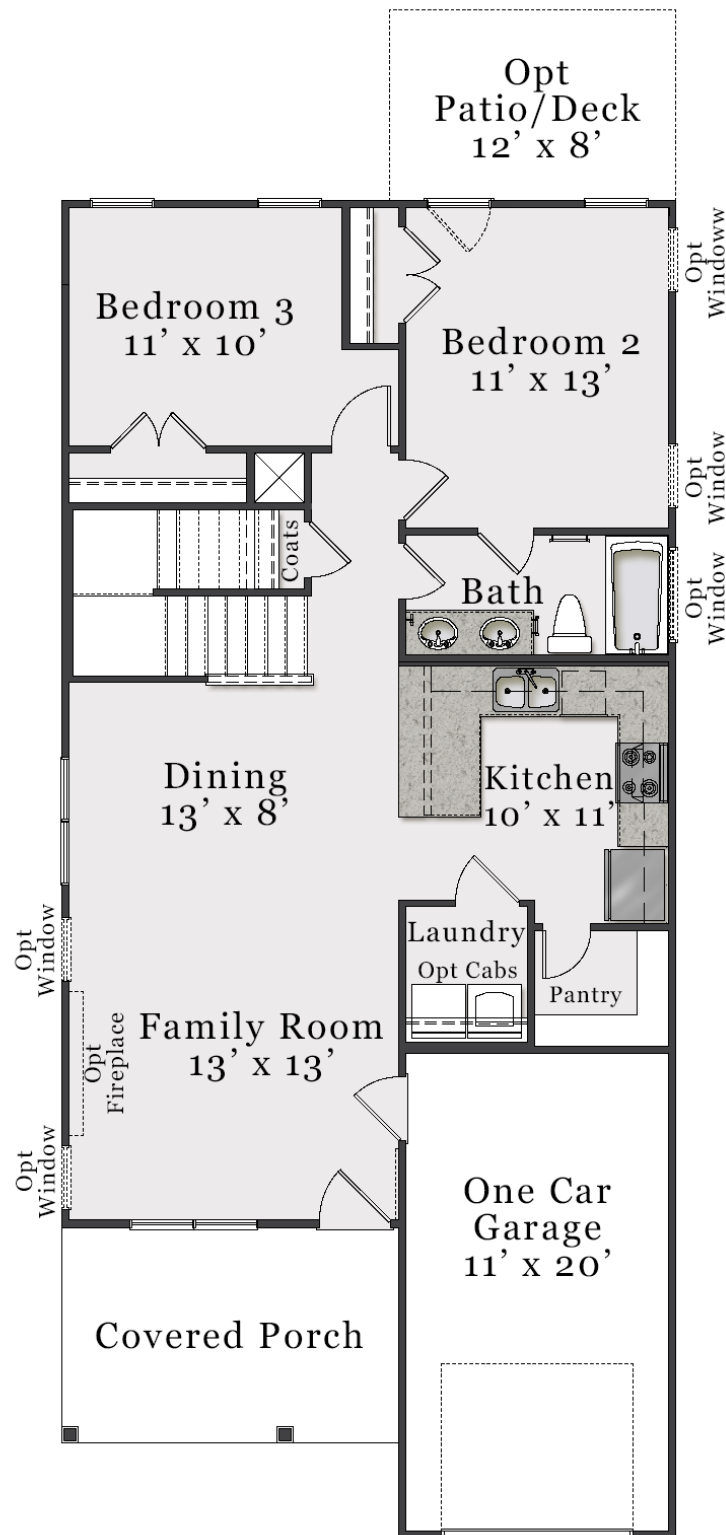 Opt
Patio/Deck
12’ x 8’
Opt
Windoww
Bedroom 3
11’ x 10’
Bedroom 2
11’ x 13’
Opt
Window
Coats
Bath
Opt
Window
Dining
13’ x 8’
Kitchen
10’ x 11’
Opt
Window
Laundry
Opt Cabs
Pantry
Family Room
13’ x 13’
Opt
Fireplace
Opt
Window
One Car
Garage
11’ x 20’
Covered Porch